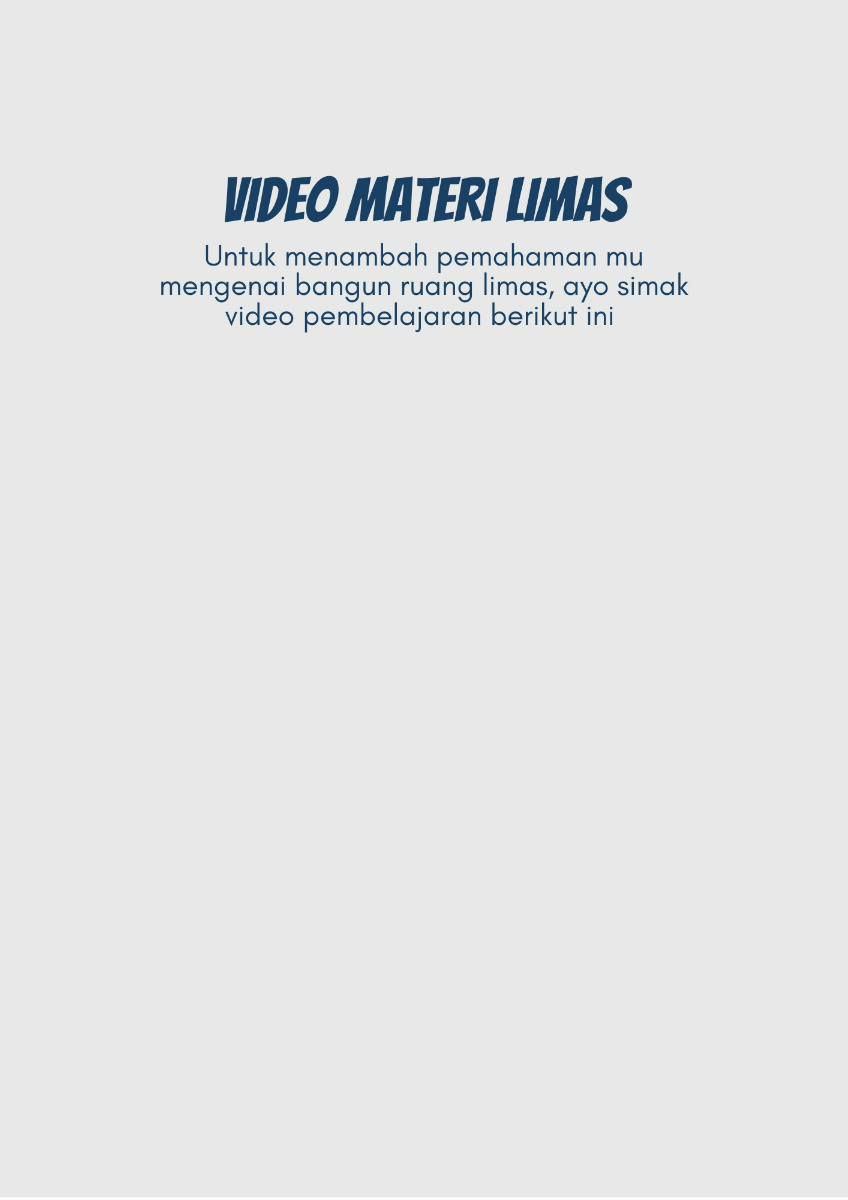 VIDEO MATERI LIMAS
Untuk menambah pemahaman mu
mengenai bangun ruang limas, ayo simak
video pembelajaran berikut ini